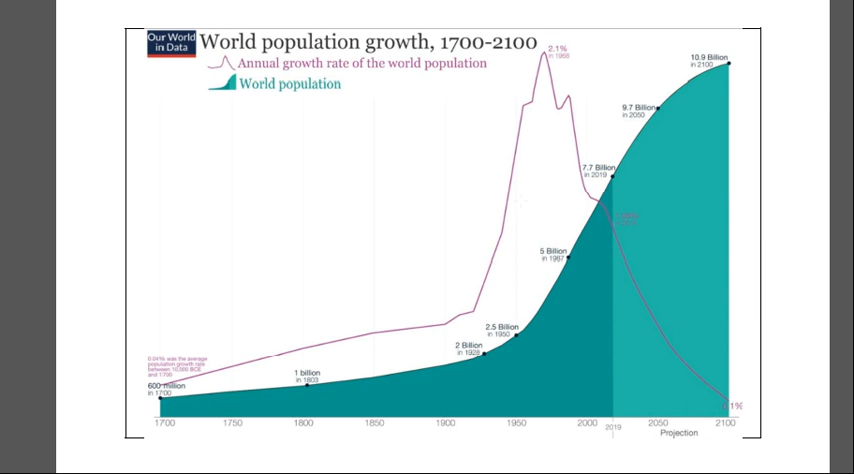 Our World
in Data
World population growth, 1700-2100
Annual growth rate of the world population
World population
2.1%
in 1968
10.9 Billion
in 2100
9.7 Billion
in 2050
7.7 Billion
in 2019
5 Billion
in 1987
2.5 Billion
in 1950
2 Billion
in 1928
1 billion
in 1803
0.04% was the average
population growth rate
between 10,000 BCE
and 1700
600 million
in 1700
1700
1750
1800
1850
1900
1950
2000
2019
2050
2100
Projection